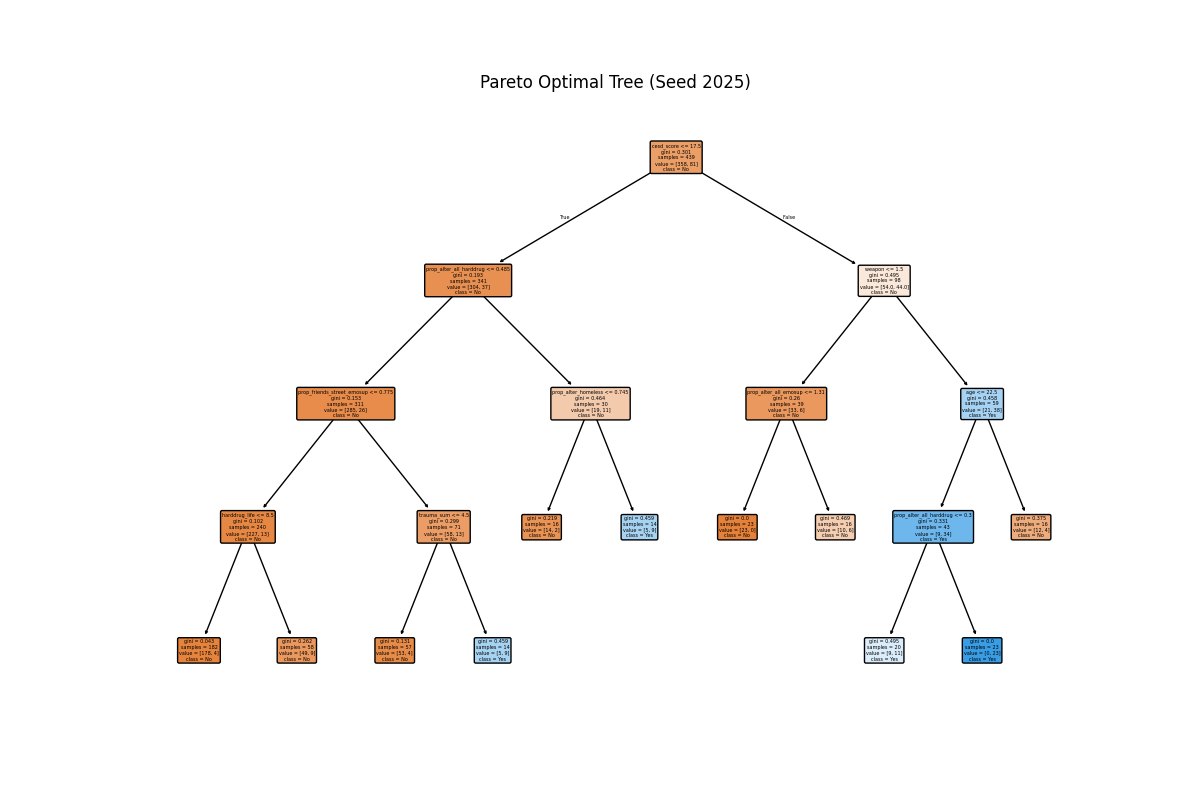 Pareto Optimal Tree (Seed 2025)
cesd_score <= 17.5
gini = 0.301
samples = 439
value = [358, 81]
class = No
True
False
prop_alter_all_harddrug <= 0.485
gini = 0.193
samples = 341
value = [304, 37]
class = No
weapon <= 1.5
gini = 0.495
samples = 98
value = [54.0, 44.0]
class = No
prop_friends_street_emosup <= 0.775
gini = 0.153
samples = 311
value = [285, 26]
class = No
prop_alter_homeless <= 0.745
gini = 0.464
samples = 30
value = [19, 11]
class = No
prop_alter_all_emosup <= 1.31
gini = 0.26
samples = 39
value = [33, 6]
class = No
age <= 22.5
gini = 0.458
samples = 59
value = [21, 38]
class = Yes
harddrug_life <= 8.5
gini = 0.102
samples = 240
value = [227, 13]
class = No
trauma_sum <= 4.5
gini = 0.299
samples = 71
value = [58, 13]
class = No
gini = 0.219
samples = 16
value = [14, 2]
class = No
gini = 0.459
samples = 14
value = [5, 9]
class = Yes
gini = 0.0
samples = 23
value = [23, 0]
class = No
gini = 0.469
samples = 16
value = [10, 6]
class = No
prop_alter_all_harddrug <= 0.3
gini = 0.331
samples = 43
value = [9, 34]
class = Yes
gini = 0.375
samples = 16
value = [12, 4]
class = No
gini = 0.043
samples = 182
value = [178, 4]
class = No
gini = 0.262
samples = 58
value = [49, 9]
class = No
gini = 0.131
samples = 57
value = [53, 4]
class = No
gini = 0.459
samples = 14
value = [5, 9]
class = Yes
gini = 0.495
samples = 20
value = [9, 11]
class = Yes
gini = 0.0
samples = 23
value = [0, 23]
class = Yes